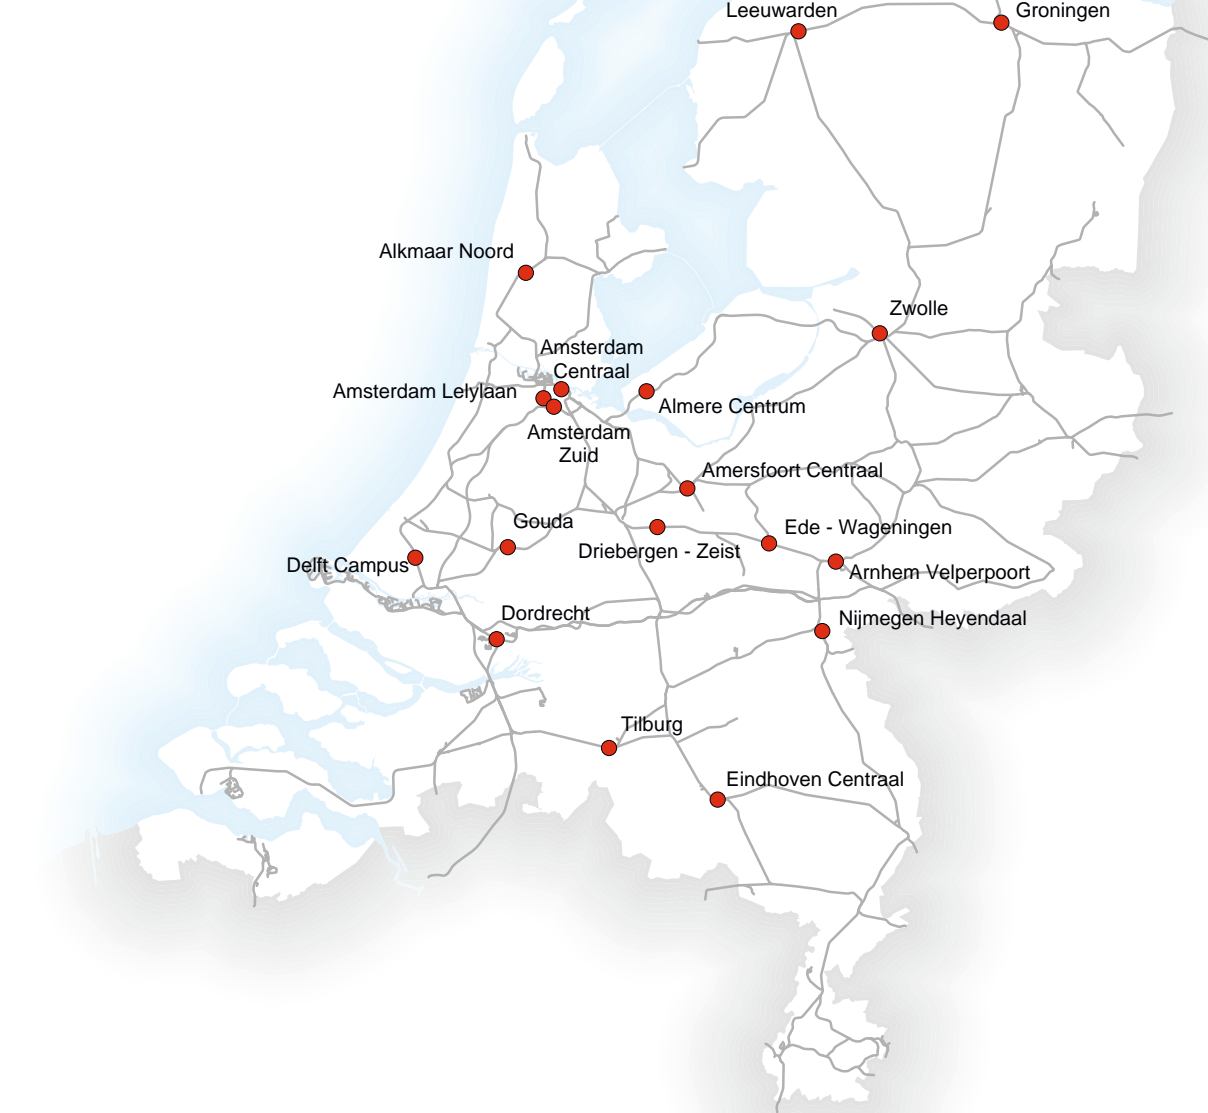 Leeuwarden
Groningen
Alkmaar Noord
Zwolle
Amsterdam
Centraal
Amsterdam Lelylaan
Almere Centrum
Amsterdam
Zuid
Amersfoort Centraal
Gouda
Ede - Wageningen
Driebergen - Zeist
Delft Campus
Arnhem Velperpoort
Dordrecht
Nijmegen Heyendaal
Tilburg
Eindhoven Centraal